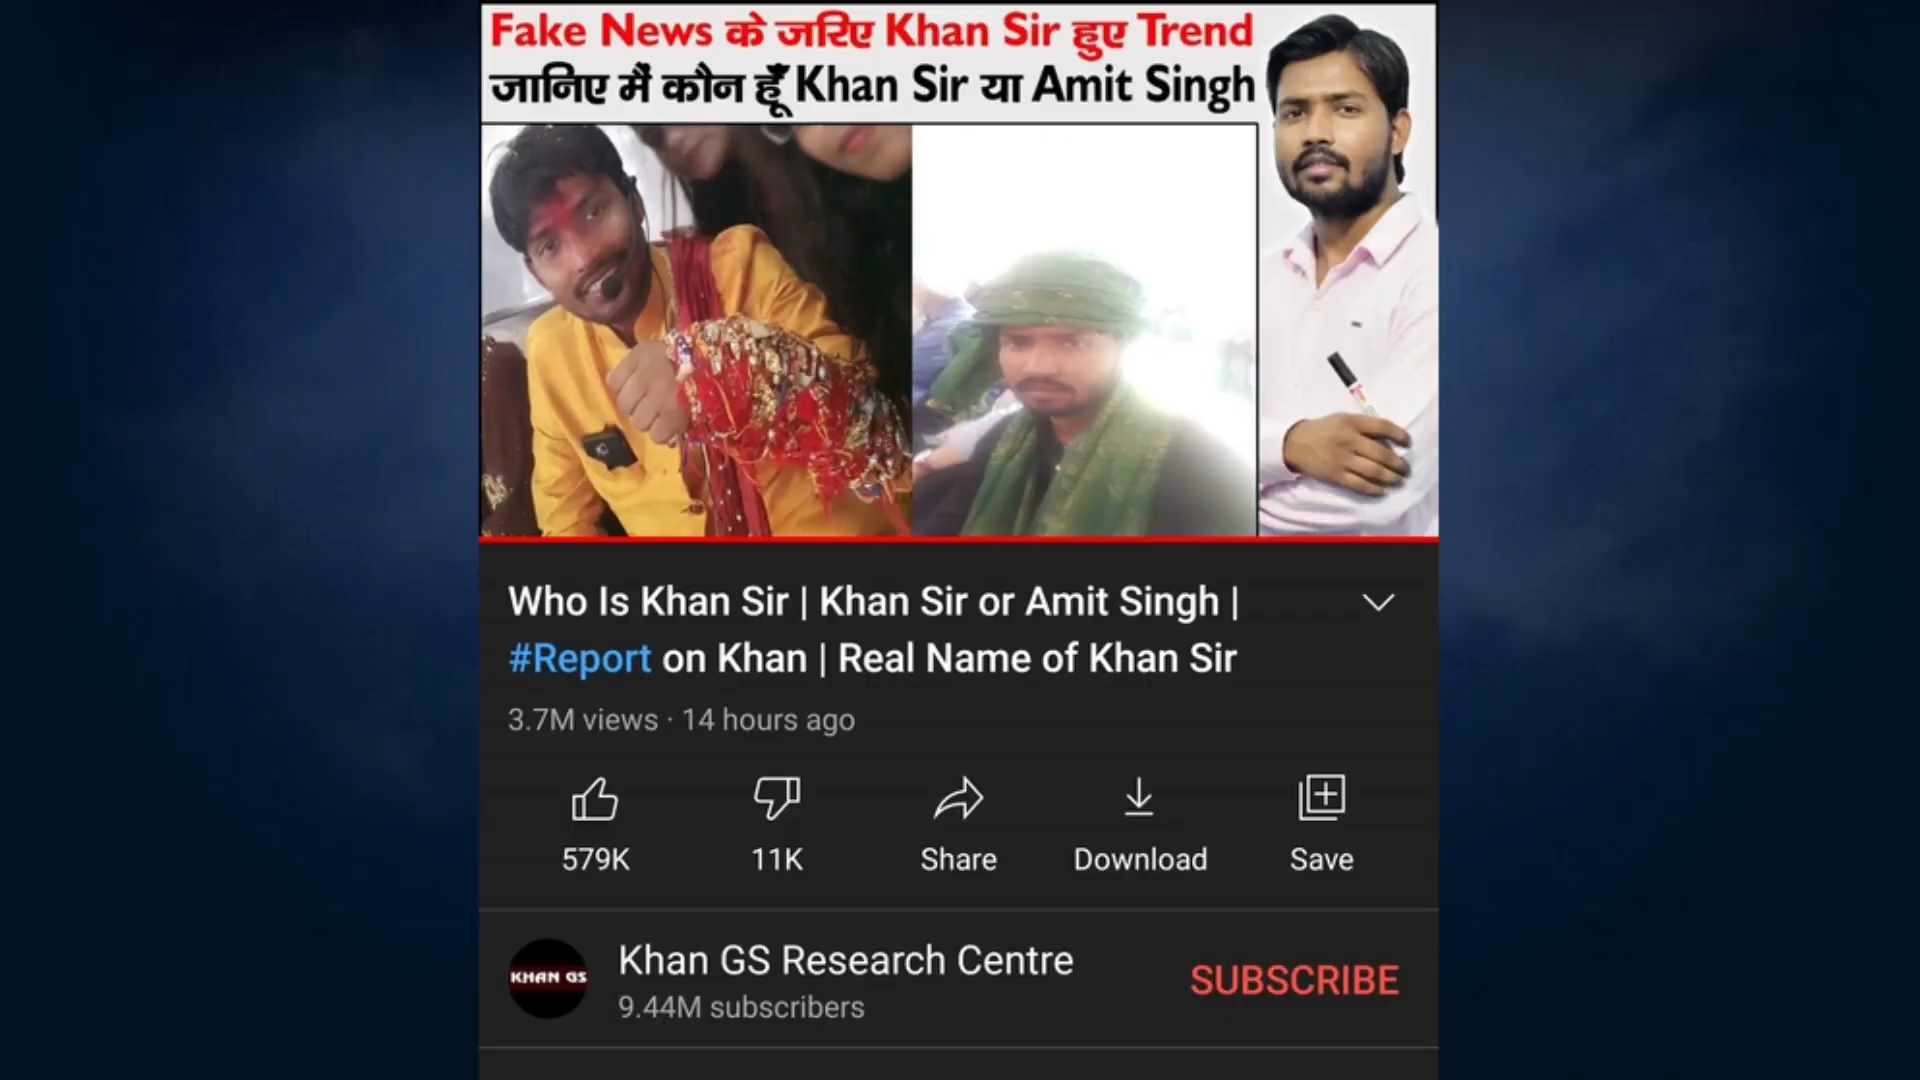 Fake News के जरिए Khan Sir हुए Trend
जानिए मैं कौन हूँ Khan Sir या Amit Singh
Who Is Khan Sir | Khan Sir or Amit Singh |
#Report on Khan | Real Name of Khan Sir
3.7M views · 14 hours ago
579K
11K
Share
Download
Save
KHAN GS
Khan GS Research Centre
9.44M subscribers
SUBSCRIBE